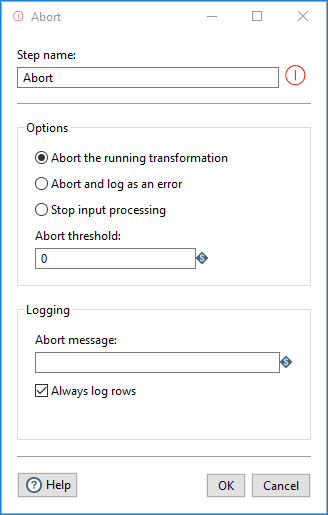 Abort
Step name:
Abort
Options
Abort the running transformation
Abort and log as an error
Stop input processing
Abort threshold:
0
S
Logging
Abort message:
S
Always log rows
? Help OK Cancel